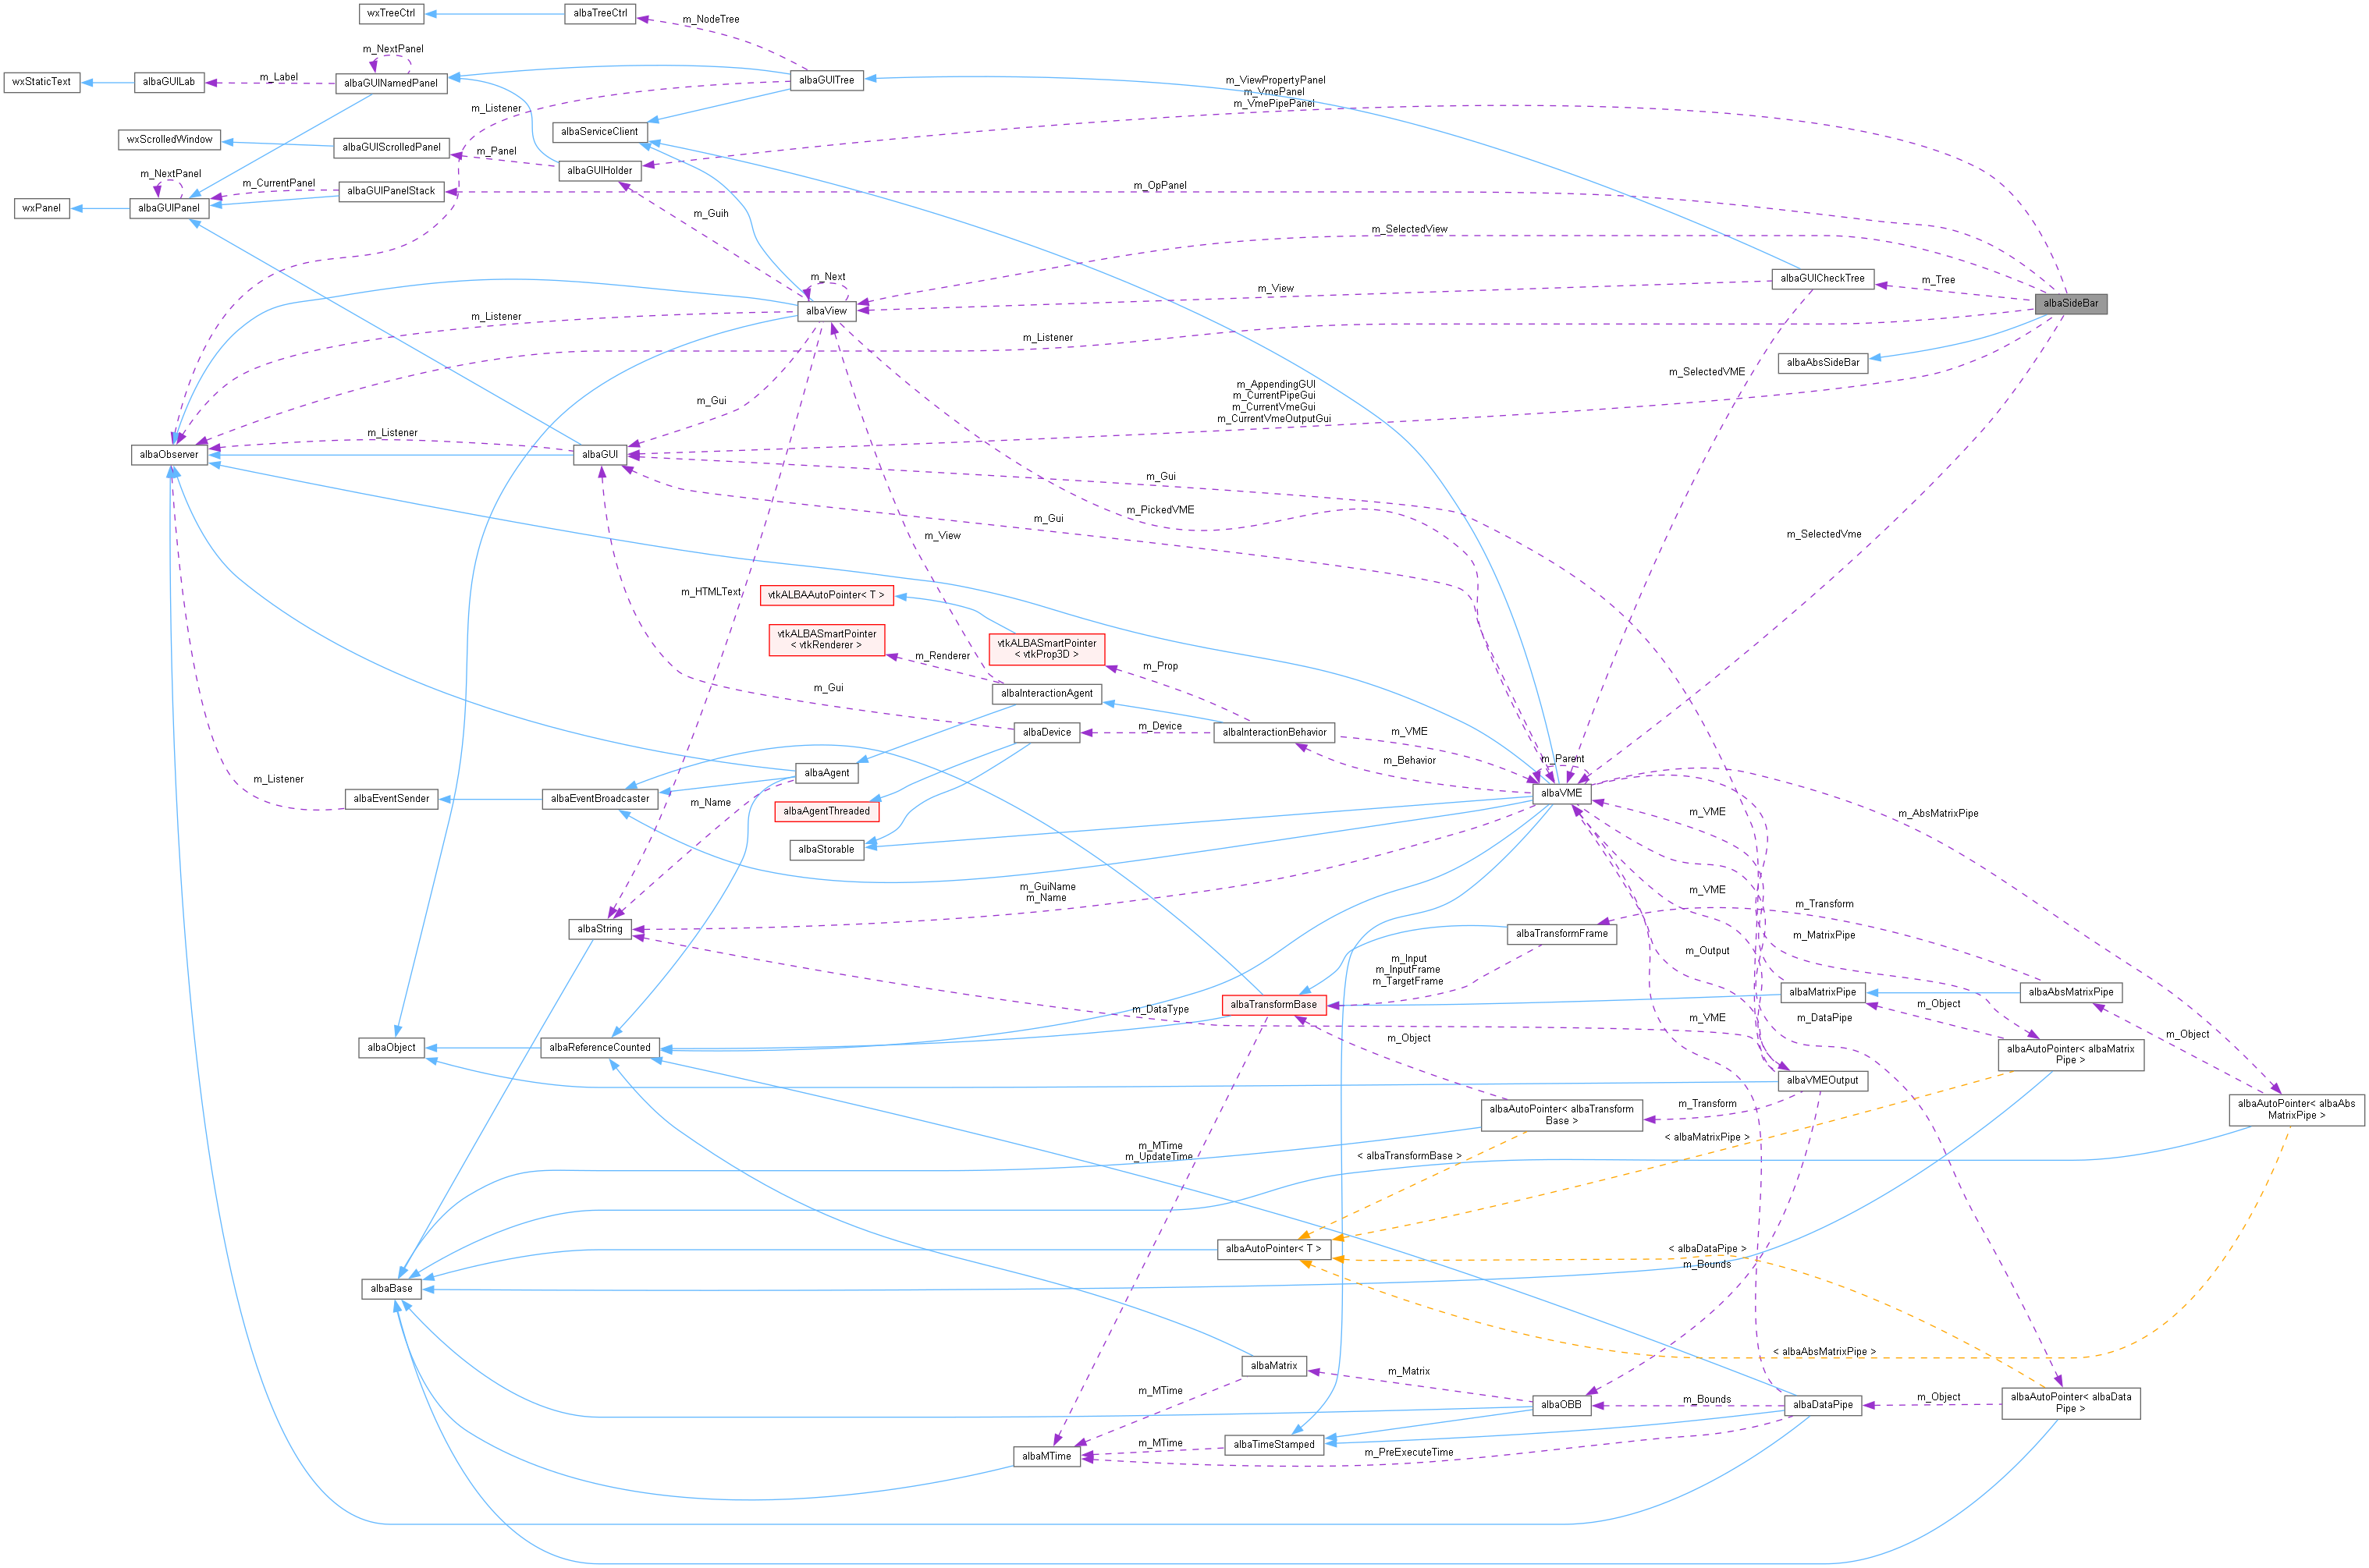 wxTreeCtrl
albaTreeCtrl
m_NodeTree
m_NextPanel
wxStaticText
albaGUILab
m_Label
albaGUINamedPanel
albaGUITree
m_ViewPropertyPanel
m_VmePanel
m_VmePipePanel
m_Listener
wxScrolledWindow
albaGUIScrolledPanel
m_Panel
albaServiceClient
albaGUIHolder
m_NextPanel
m_CurrentPanel
albaGUIPanelStack
m_OpPanel
wxPanel
albaGUIPanel
m_Guih
m_SelectedView
m_Next
m_View
albaGUICheckTree
m_Tree
albaSideBar
m_Listener
albaView
m_Listener
albaAbsSideBar
m_SelectedVME
m_Gui
m_AppendingGUI
m_CurrentPipeGui
m_CurrentVmeGui
m_CurrentVmeOutputGui
m_Listener
albaObserver
albaGUI
m_Gui
m_PickedVME
m_Gui
m_View
m_SelectedVme
m_HTMLText
vtkALBAAutoPointer< T >
vtkALBASmartPointer
< vtkRenderer >
m_Renderer
vtkALBASmartPointer
< vtkProp3D >
m_Prop
m_Gui
albaInteractionAgent
albaDevice
m_Device
albaInteractionBehavior
m_VME
m_Parent
m_Behavior
m_Listener
albaAgent
albaEventSender
albaEventBroadcaster
m_Name
albaAgentThreaded
albaVME
albaStorable
m_VME
m_AbsMatrixPipe
m_GuiName
m_Name
m_VME
m_Transform
albaString
albaTransformFrame
m_MatrixPipe
m_Output
m_Input
m_InputFrame
m_TargetFrame
albaTransformBase
albaMatrixPipe
albaAbsMatrixPipe
m_DataType
m_VME
m_DataPipe
m_Object
m_Object
m_Object
albaObject
albaReferenceCounted
albaAutoPointer< albaMatrix
Pipe >
albaVMEOutput
albaAutoPointer< albaTransform
Base >
m_Transform
albaAutoPointer< albaAbs
MatrixPipe >
m_MTime
m_UpdateTime
< albaTransformBase >
< albaMatrixPipe >
albaAutoPointer< T >
< albaDataPipe >
m_Bounds
albaBase
< albaAbsMatrixPipe >
albaMatrix
m_Matrix
m_MTime
albaOBB
m_Bounds
albaDataPipe
m_Object
albaAutoPointer< albaData
Pipe >
albaMTime
m_MTime
albaTimeStamped
m_PreExecuteTime